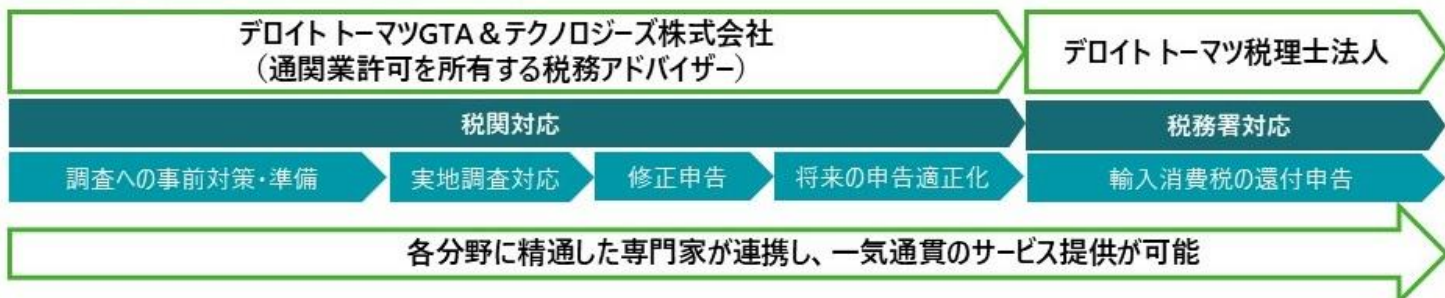 デロイト トーマツGTA＆テクノロジーズ株式会社
（通関業許可を所有する税務アドバイザー）
デロイト トーマツ税理士法人
税関対応
税務署対応
調査への事前対策・準備
実地調査対応
修正申告
将来の申告適正化
輸入消費税の還付申告
各分野に精通した専門家が連携し、一気通貫のサービス提供が可能